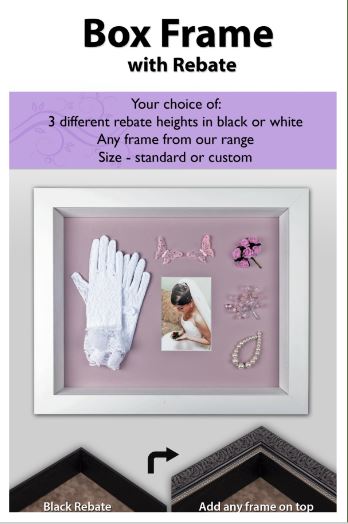 Box Frame
with Rebate
Your choice of:
3 different rebate heights in black or white
Any frame from our range
Size - standard or custom
Black Rebate
Add any frame on top